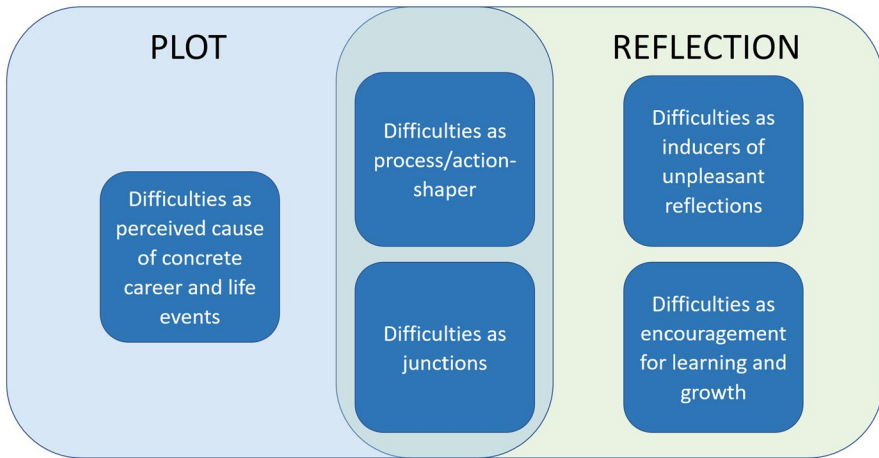 PLOT
REFLECTION
Difficulties as
perceived cause
of concrete
career and life
events
Difficulties as
process/action-
shaper
Difficulties as
junctions
Difficulties as
inducers of
unpleasant
reflections
Difficulties as
encouragement
for learning and
growth